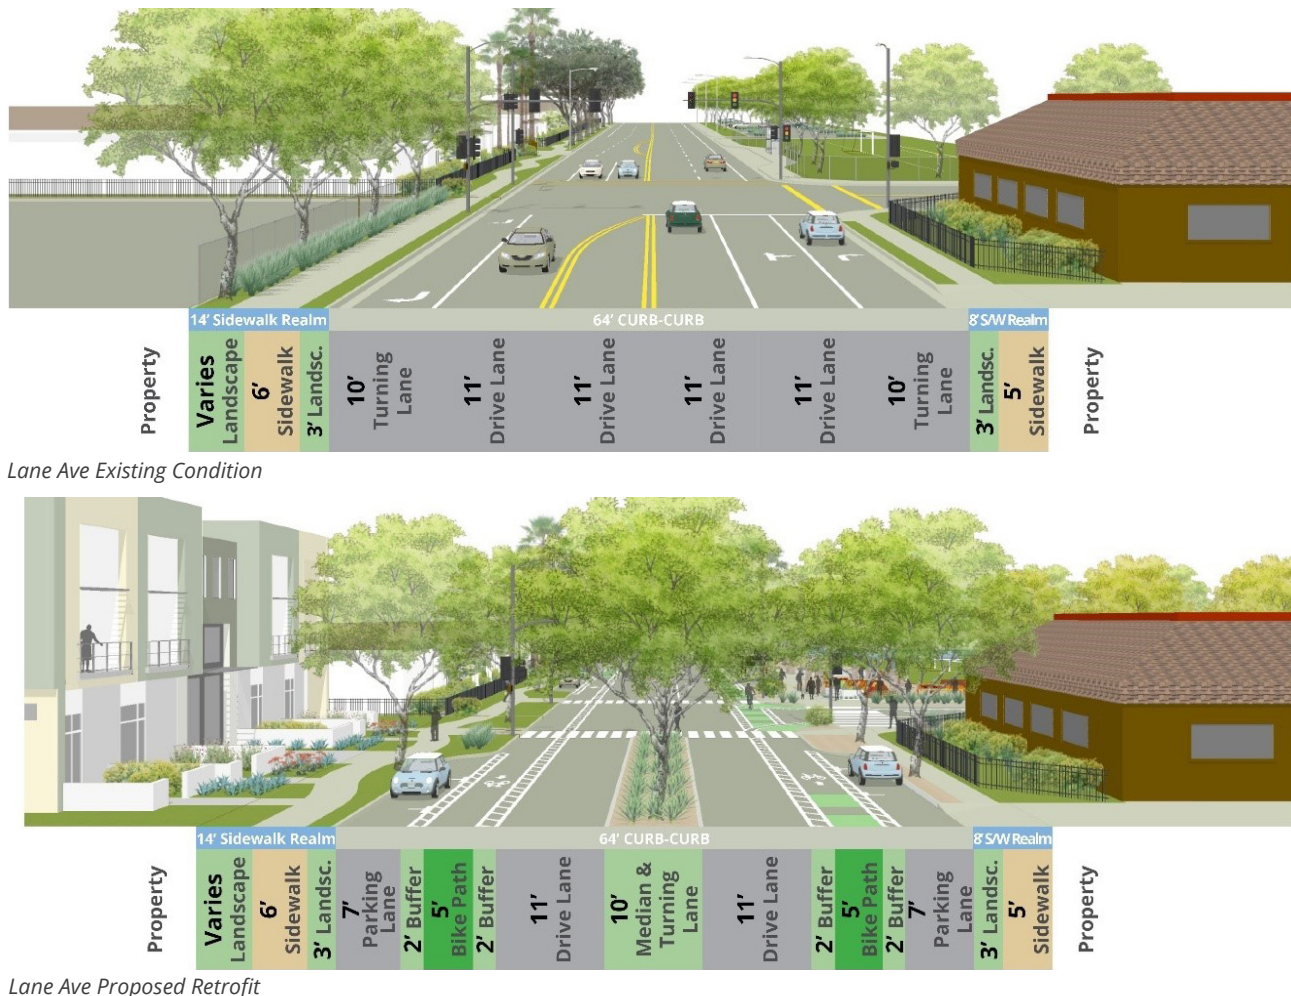 14' Sidewalk Realm
64' CURB-CURB
8' S/W Realm
Property
Varies
Landscape
6'
Sidewalk
3' Landsc.
10'
Turning
Lane
11'
Drive Lane
11'
Drive Lane
11'
Drive Lane
11'
Drive Lane
10'
Turning
Lane
3' Landsc.
5'
Sidewalk
Property
Lane Ave Existing Condition
14' Sidewalk Realm
64' CURB-CURB
8' S/W Realm
Property
Varies
Landscape
6'
Sidewalk
3' Landsc.
7'
Parking
Lane
2' Buffer
5'
Bike Path
2' Buffer
11'
Drive Lane
10'
Median &
Turning
Lane
11'
Drive Lane
2' Buffer
5'
Bike Path
2' Buffer
7'
Parking
Lane
3' Landsc.
5'
Sidewalk
Property
Lane Ave Proposed Retrofit